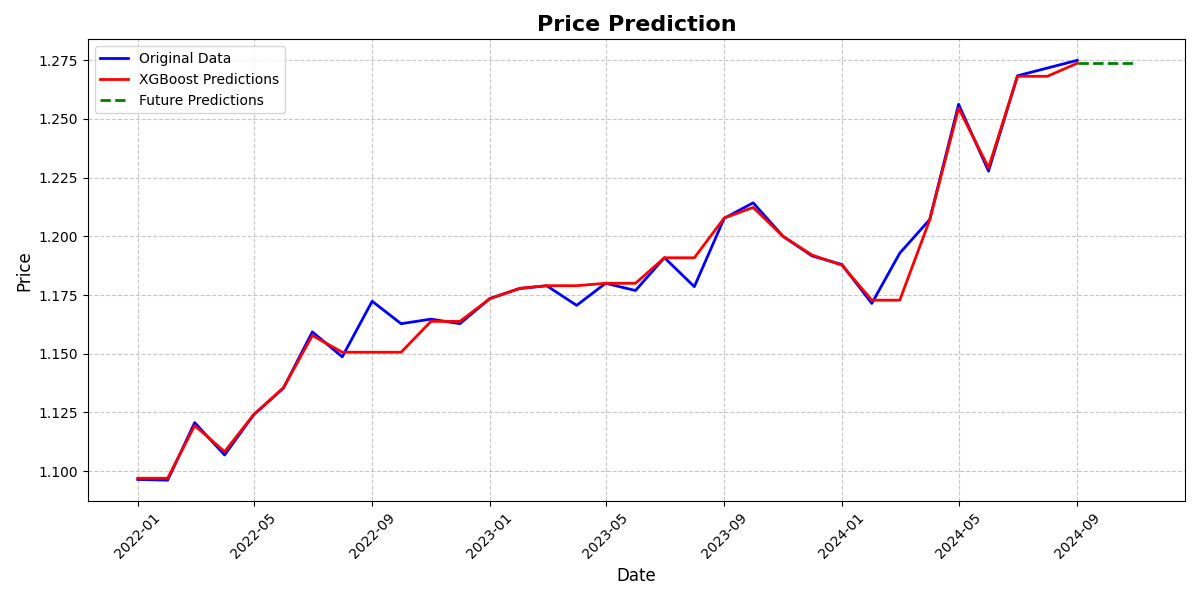 Price Prediction
Original Data
XGBoost Predictions
Future Predictions
Price
1.275
1.250
1.225
1.200
1.175
1.150
1.125
1.100
2022-01
2022-05
2022-09
2023-01
2023-05
2023-09
2024-01
2024-05
2024-09
Date